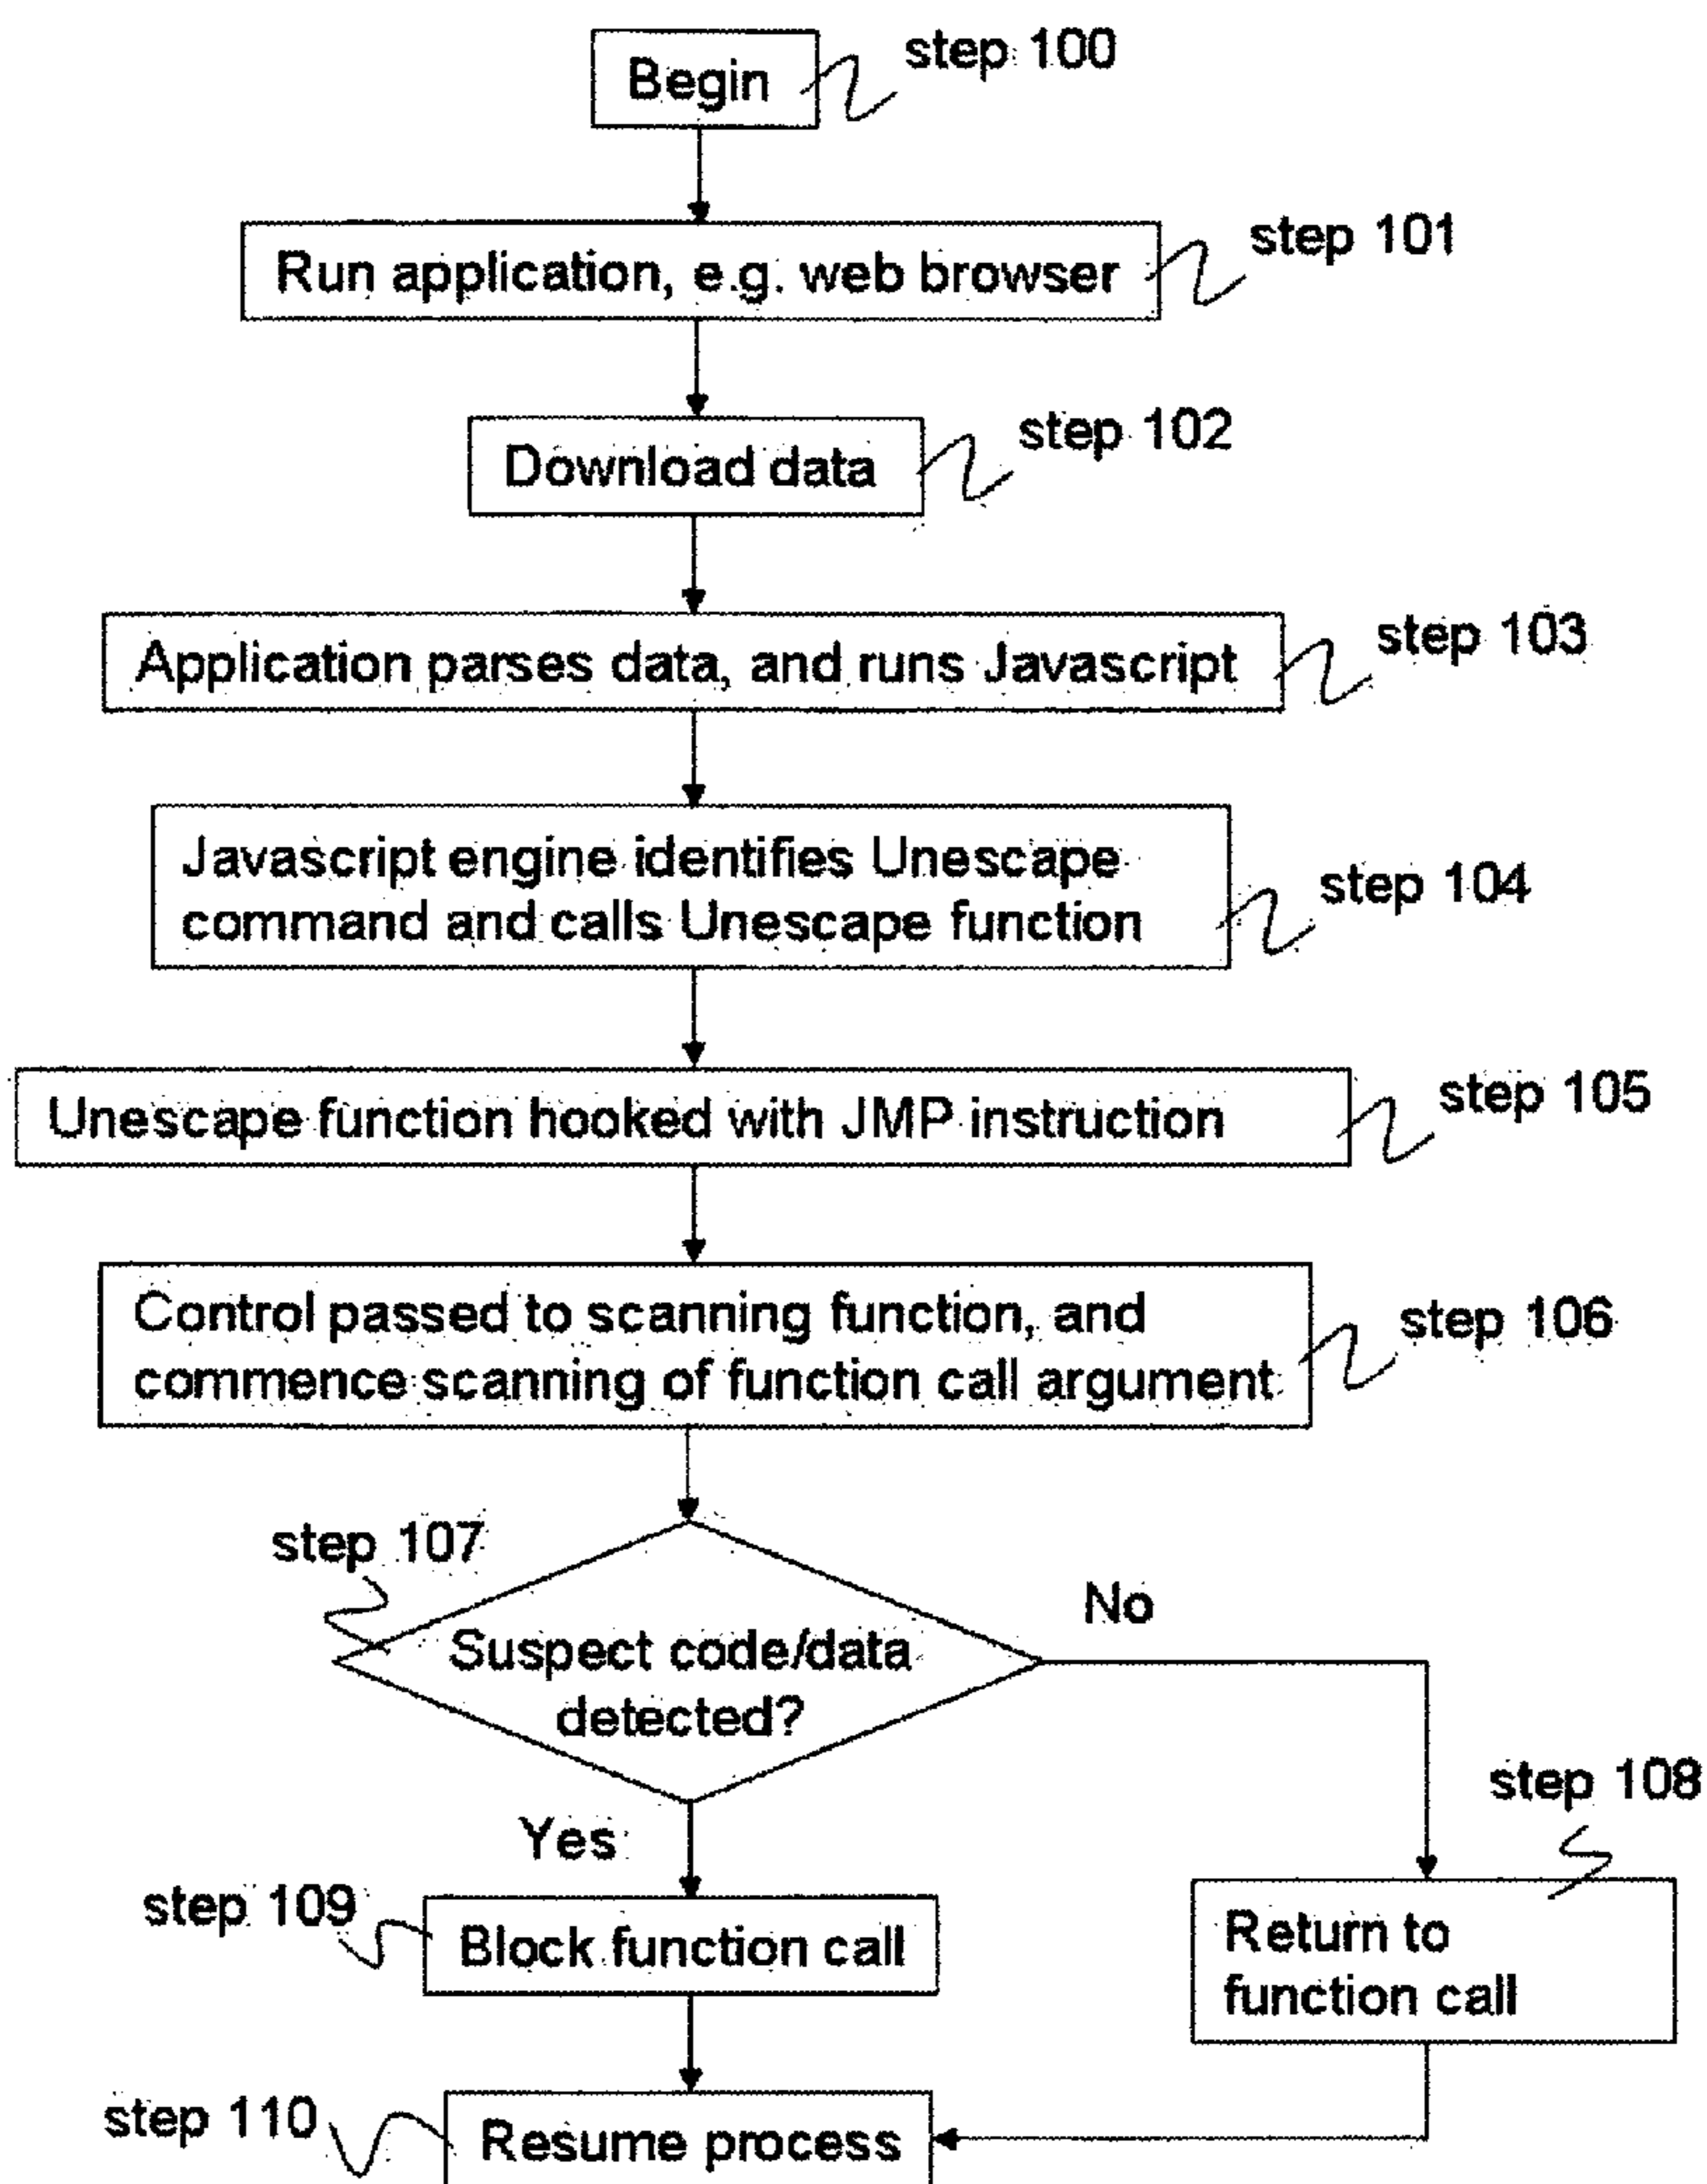 Begin
step 100
Run application, e.g. web browser
step 101
Download data
step 102
Application parses data, and runs Javascript
step 103
Javascript engine identifies Unescape
command and calls Unescape function
step 104
Unescape function hooked with JMP instruction
step 105
Control passed to scanning function, and
commence scanning of function call argument
step 106
step 107
Suspect code/data
detected?
No
Yes
step 108
Return to
function call
step 109
Block function call
step 110
Resume process